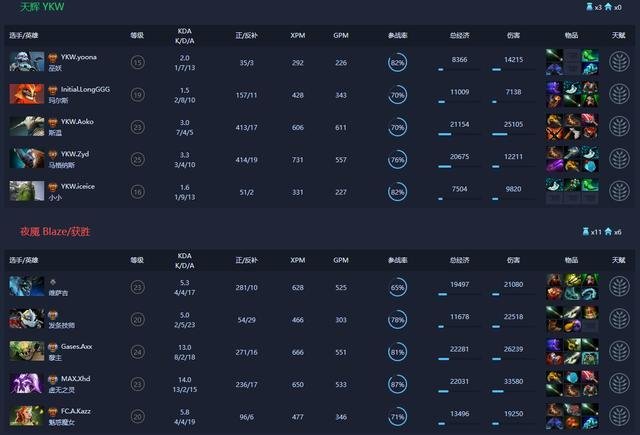 天辉 YKW x3 x0
选手/英雄 等级 KDA K/D/A 正/反补 XPM GPM 参战率 总经济 伤害 物品 天赋
YKW.yoona 巫妖 15 2.0 1/7/13 35/3 292 226 82% 8366 14215
Initial.LongGGG 玛尔斯 19 1.5 2/8/10 157/11 428 343 70% 11009 7138
YKW.Aoko 斯温 23 3.0 7/4/5 413/17 606 611 70% 21154 25105
YKW.Zyd 马格纳斯 25 3.3 3/4/10 414/19 731 557 76% 20675 12211
YKW.iceice 小小 16 1.6 1/9/13 51/2 331 227 82% 7504 9820
夜魇 Blaze/获胜 x11 x6
选手/英雄 等级 KDA K/D/A 正/反补 XPM GPM 参战率 总经济 伤害 物品 天赋
维萨吉 23 5.3 4/4/17 281/10 628 525 65% 19497 21080
发条技师 20 5.0 2/5/23 54/29 466 303 78% 11678 22518
Gases.Axx 孽主 24 13.0 8/2/18 271/16 666 551 81% 22281 26239
MAX.Xhd 虚无之灵 23 14.0 13/2/15 236/17 650 533 87% 22031 33580
FC.A.Kazz 魅惑魔女 20 5.8 4/4/19 96/6 477 346 71% 13496 19250